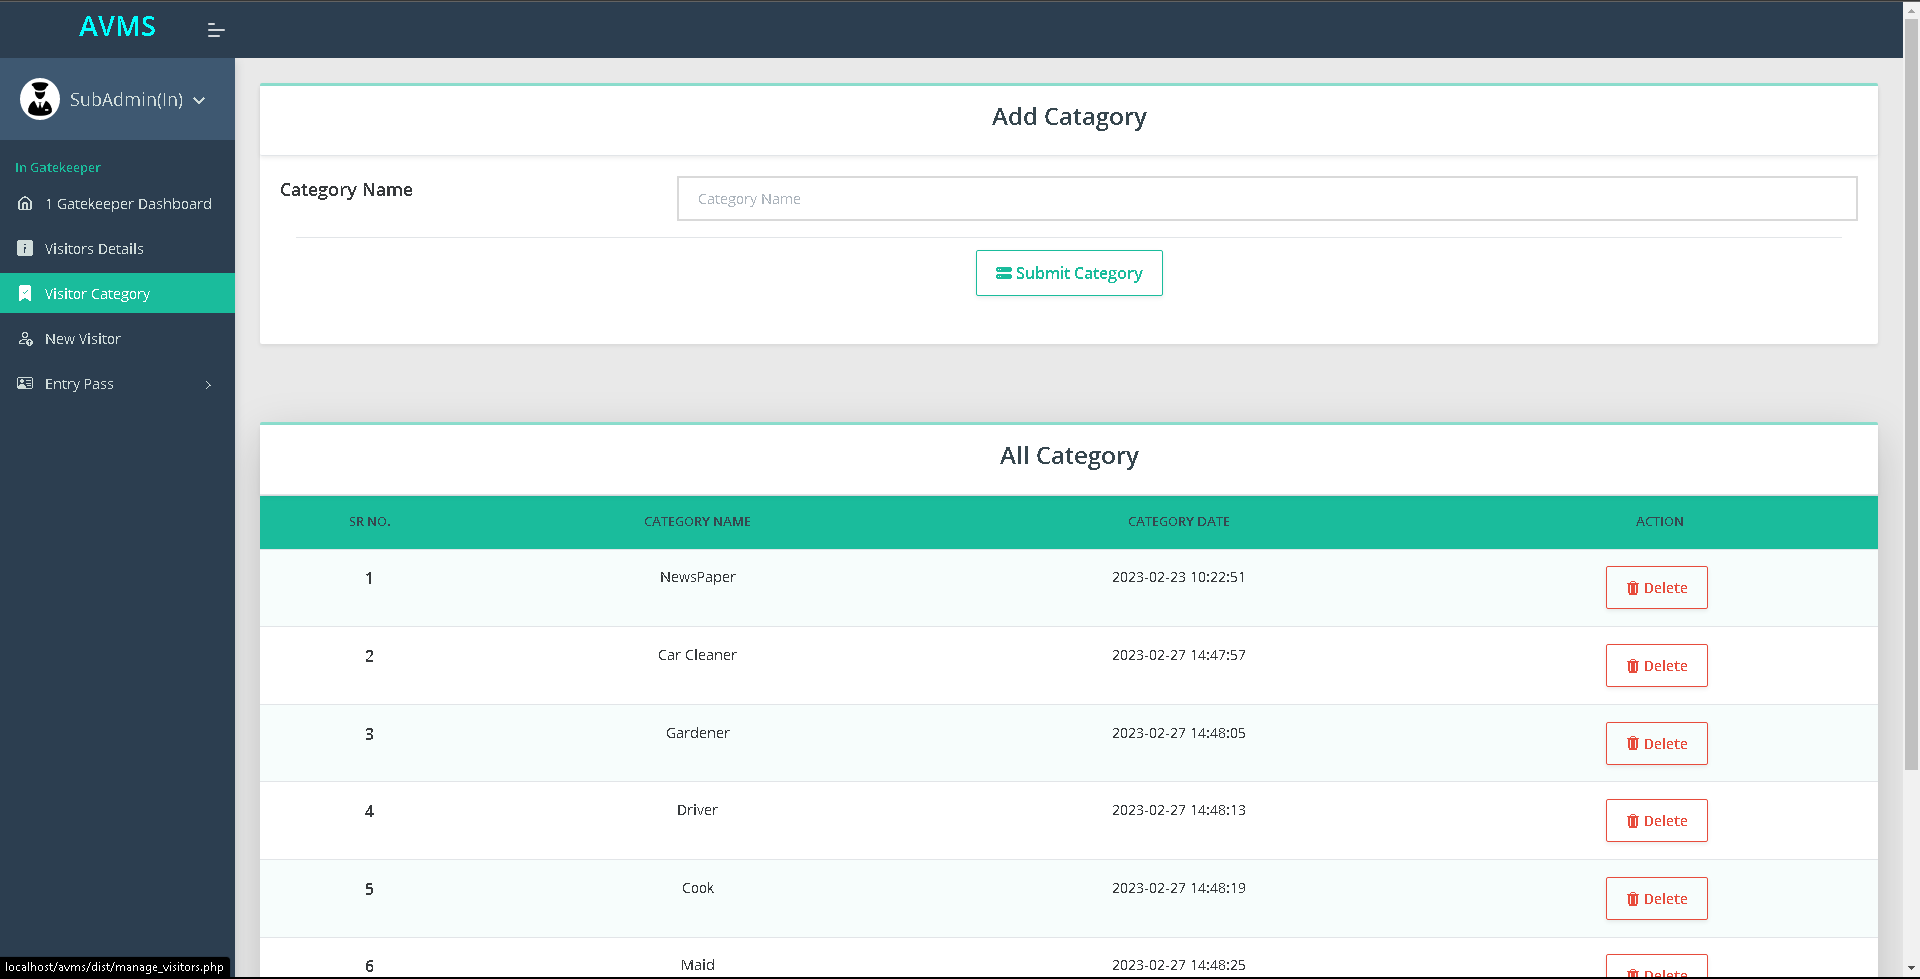 AVMS
SubAdmin(In)
In Gatekeeper
1 Gatekeeper Dashboard
Visitors Details
Visitor Category
New Visitor
Entry Pass
Add Catagory
Category Name
Category Name
Submit Category
All Category
SR NO. CATEGORY NAME CATEGORY DATE ACTION
1 NewsPaper 2023-02-23 10:22:51 Delete
2 Car Cleaner 2023-02-27 14:47:57 Delete
3 Gardener 2023-02-27 14:48:05 Delete
4 Driver 2023-02-27 14:48:13 Delete
5 Cook 2023-02-27 14:48:19 Delete
6 Maid 2023-02-27 14:48:25 Delete
localhost/avms/dist/manage_visitors.php